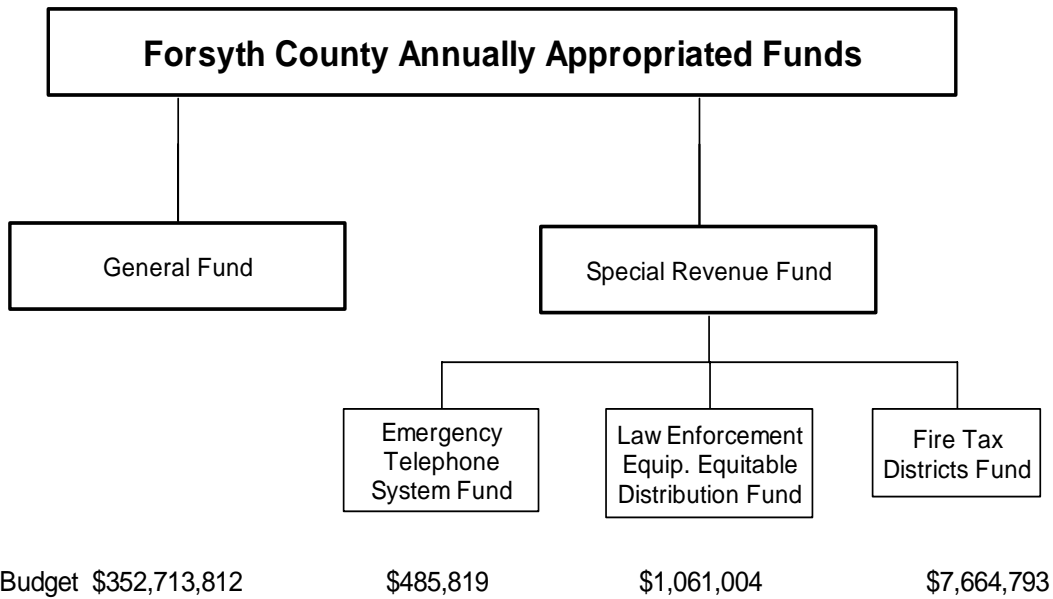 Forsyth County Annually Appropriated Funds
General Fund
Special Revenue Fund
Emergency
Telephone
System Fund
Law Enforcement
Equip. Equitable
Distribution Fund
Fire Tax
Districts Fund
Budget $352,713,812 $485,819 $1,061,004 $7,664,793